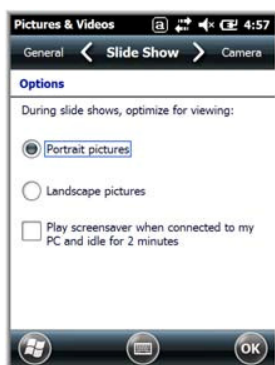 Pictures & Videos a 4:57
General Slide Show Camera
Options
During slide shows, optimize for viewing:
Portrait pictures
Landscape pictures
Play screensaver when connected to my
PC and idle for 2 minutes
OK